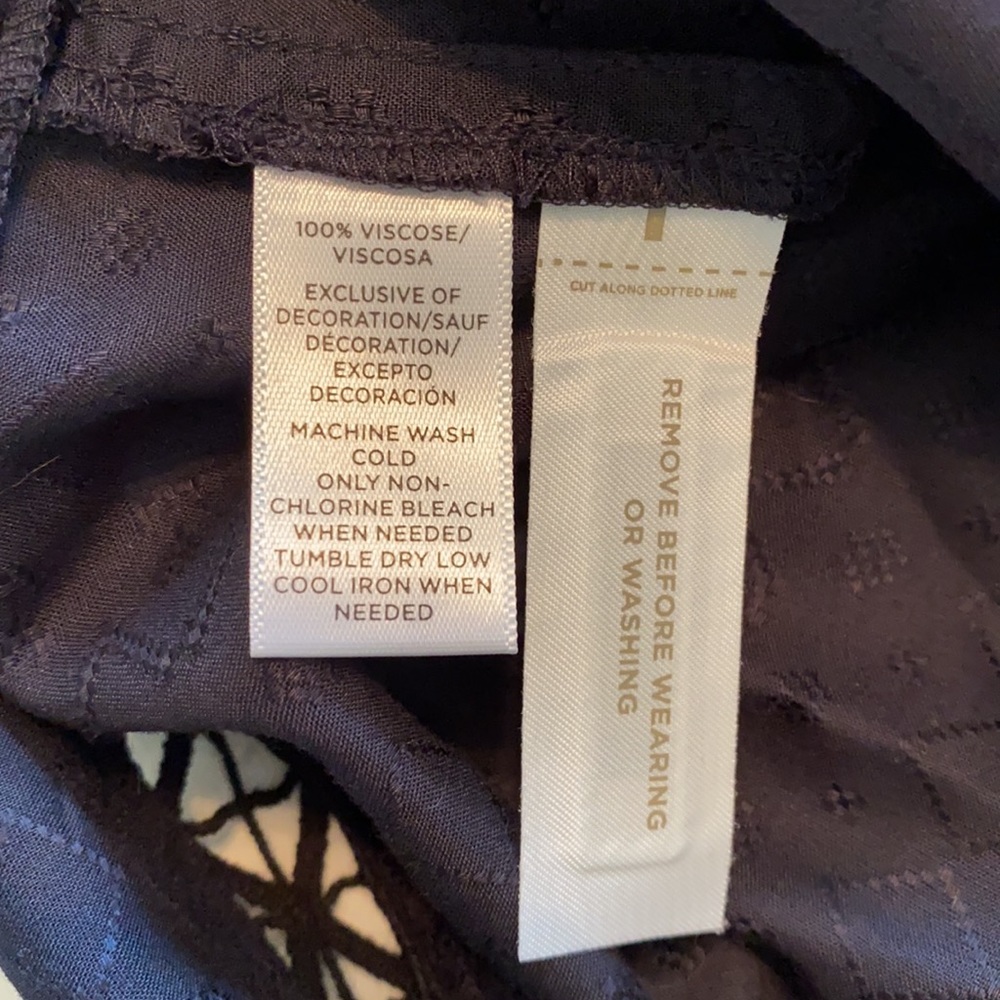 100% VISCOSE/
VISCOSA
EXCLUSIVE OF
DECORATION/SAUF
DÉCORATION/
EXCEPTO
DECORACIÓN
MACHINE WASH
COLD
ONLY NON-
CHLORINE BLEACH
WHEN NEEDED
TUMBLE DRY LOW
COOL IRON WHEN
NEEDED
CUT ALONG DOTTED LINE
REMOVE BEFORE WEARING
OR WASHING